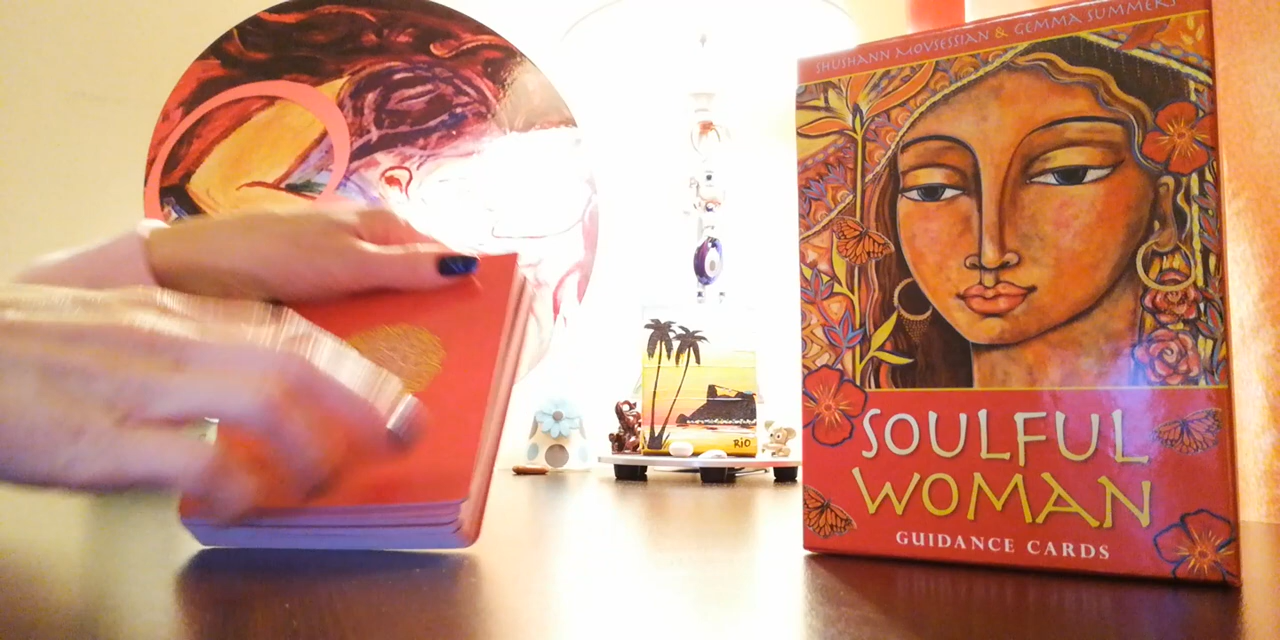 SHUSHANN MOVSESSIAN & GEMMA SUMMERS
SOULFUL
WOMAN
GUIDANCE CARDS
RIO